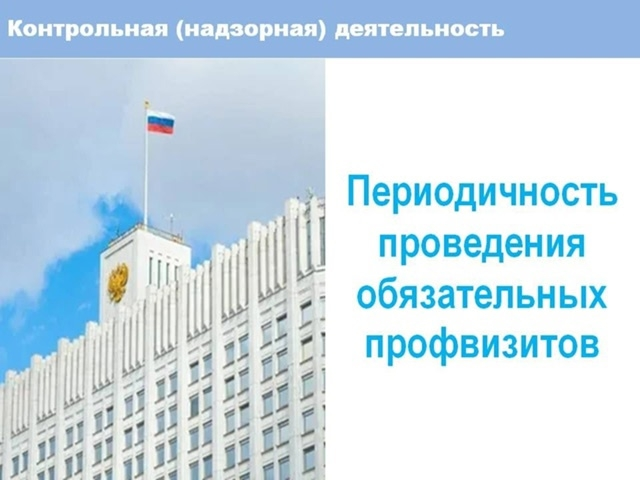 Контрольная (надзорная) деятельность
Периодичность
проведения
обязательных
профвизитов